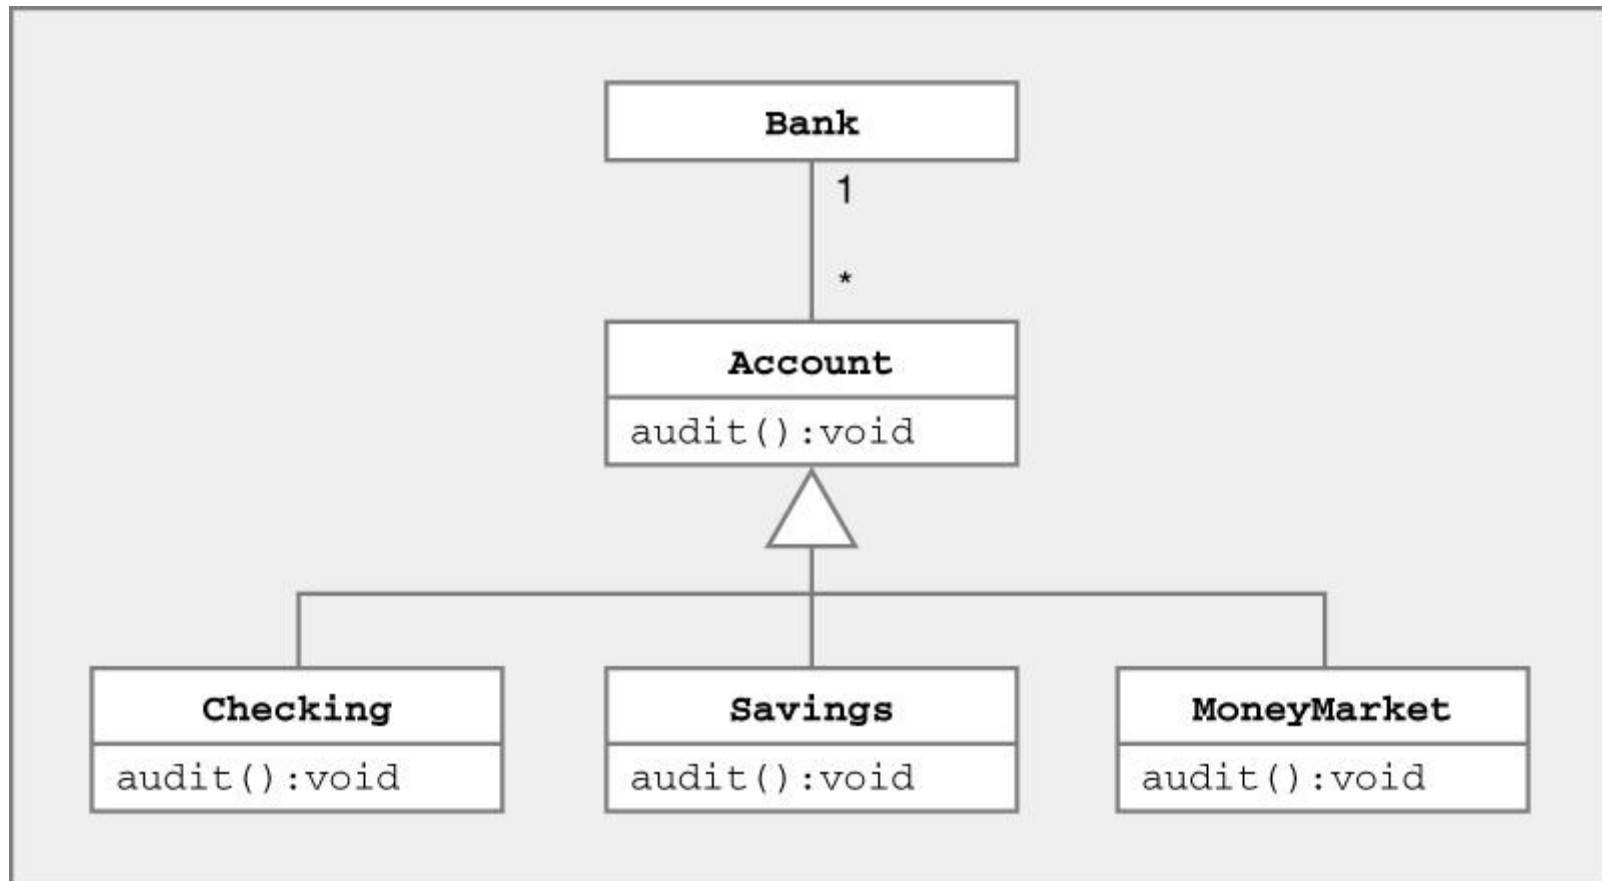 Bank
1
*
Account
audit():void
Checking
Savings
MoneyMarket
audit():void
audit():void
audit():void